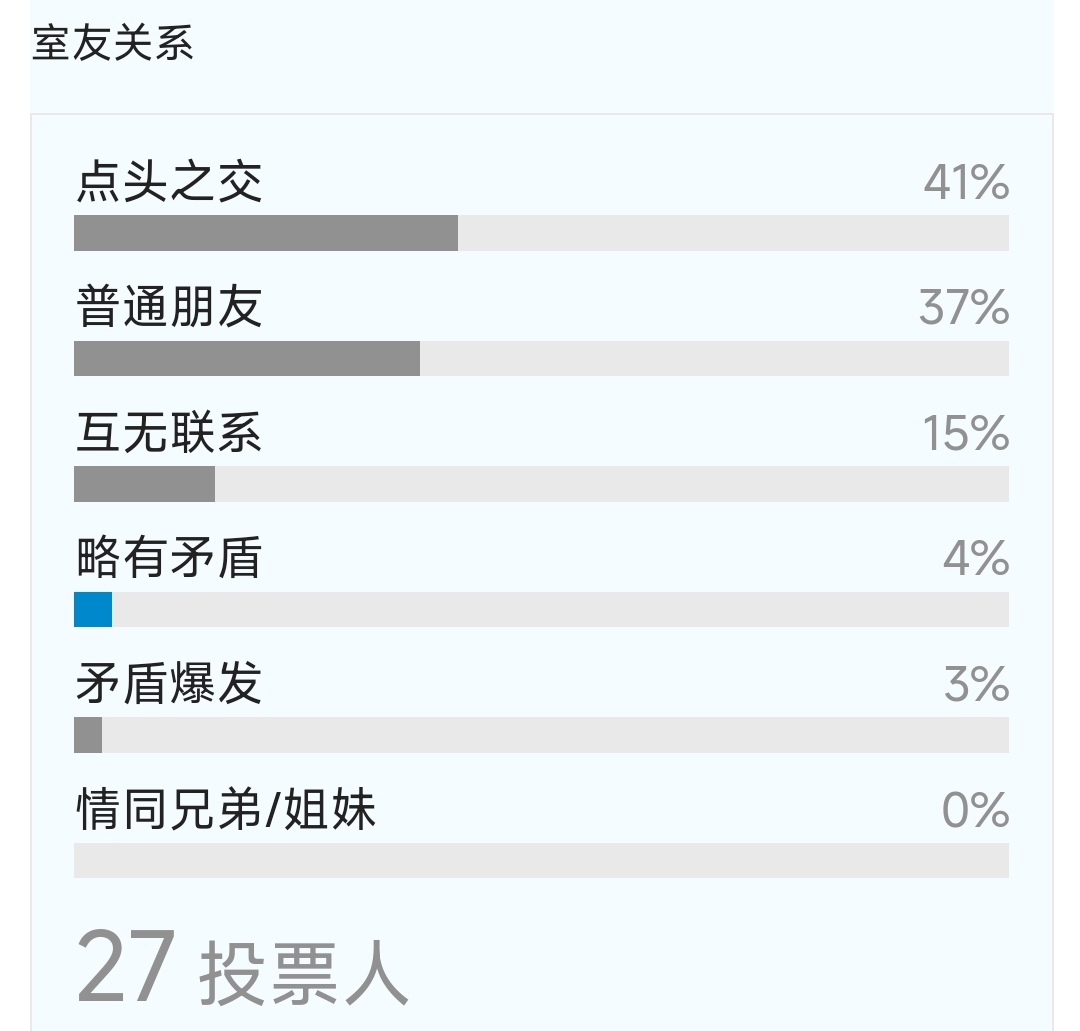 室友关系
点头之交 41%
普通朋友 37%
互无联系 15%
略有矛盾 4%
矛盾爆发 3%
情同兄弟/姐妹 0%
27 投票人